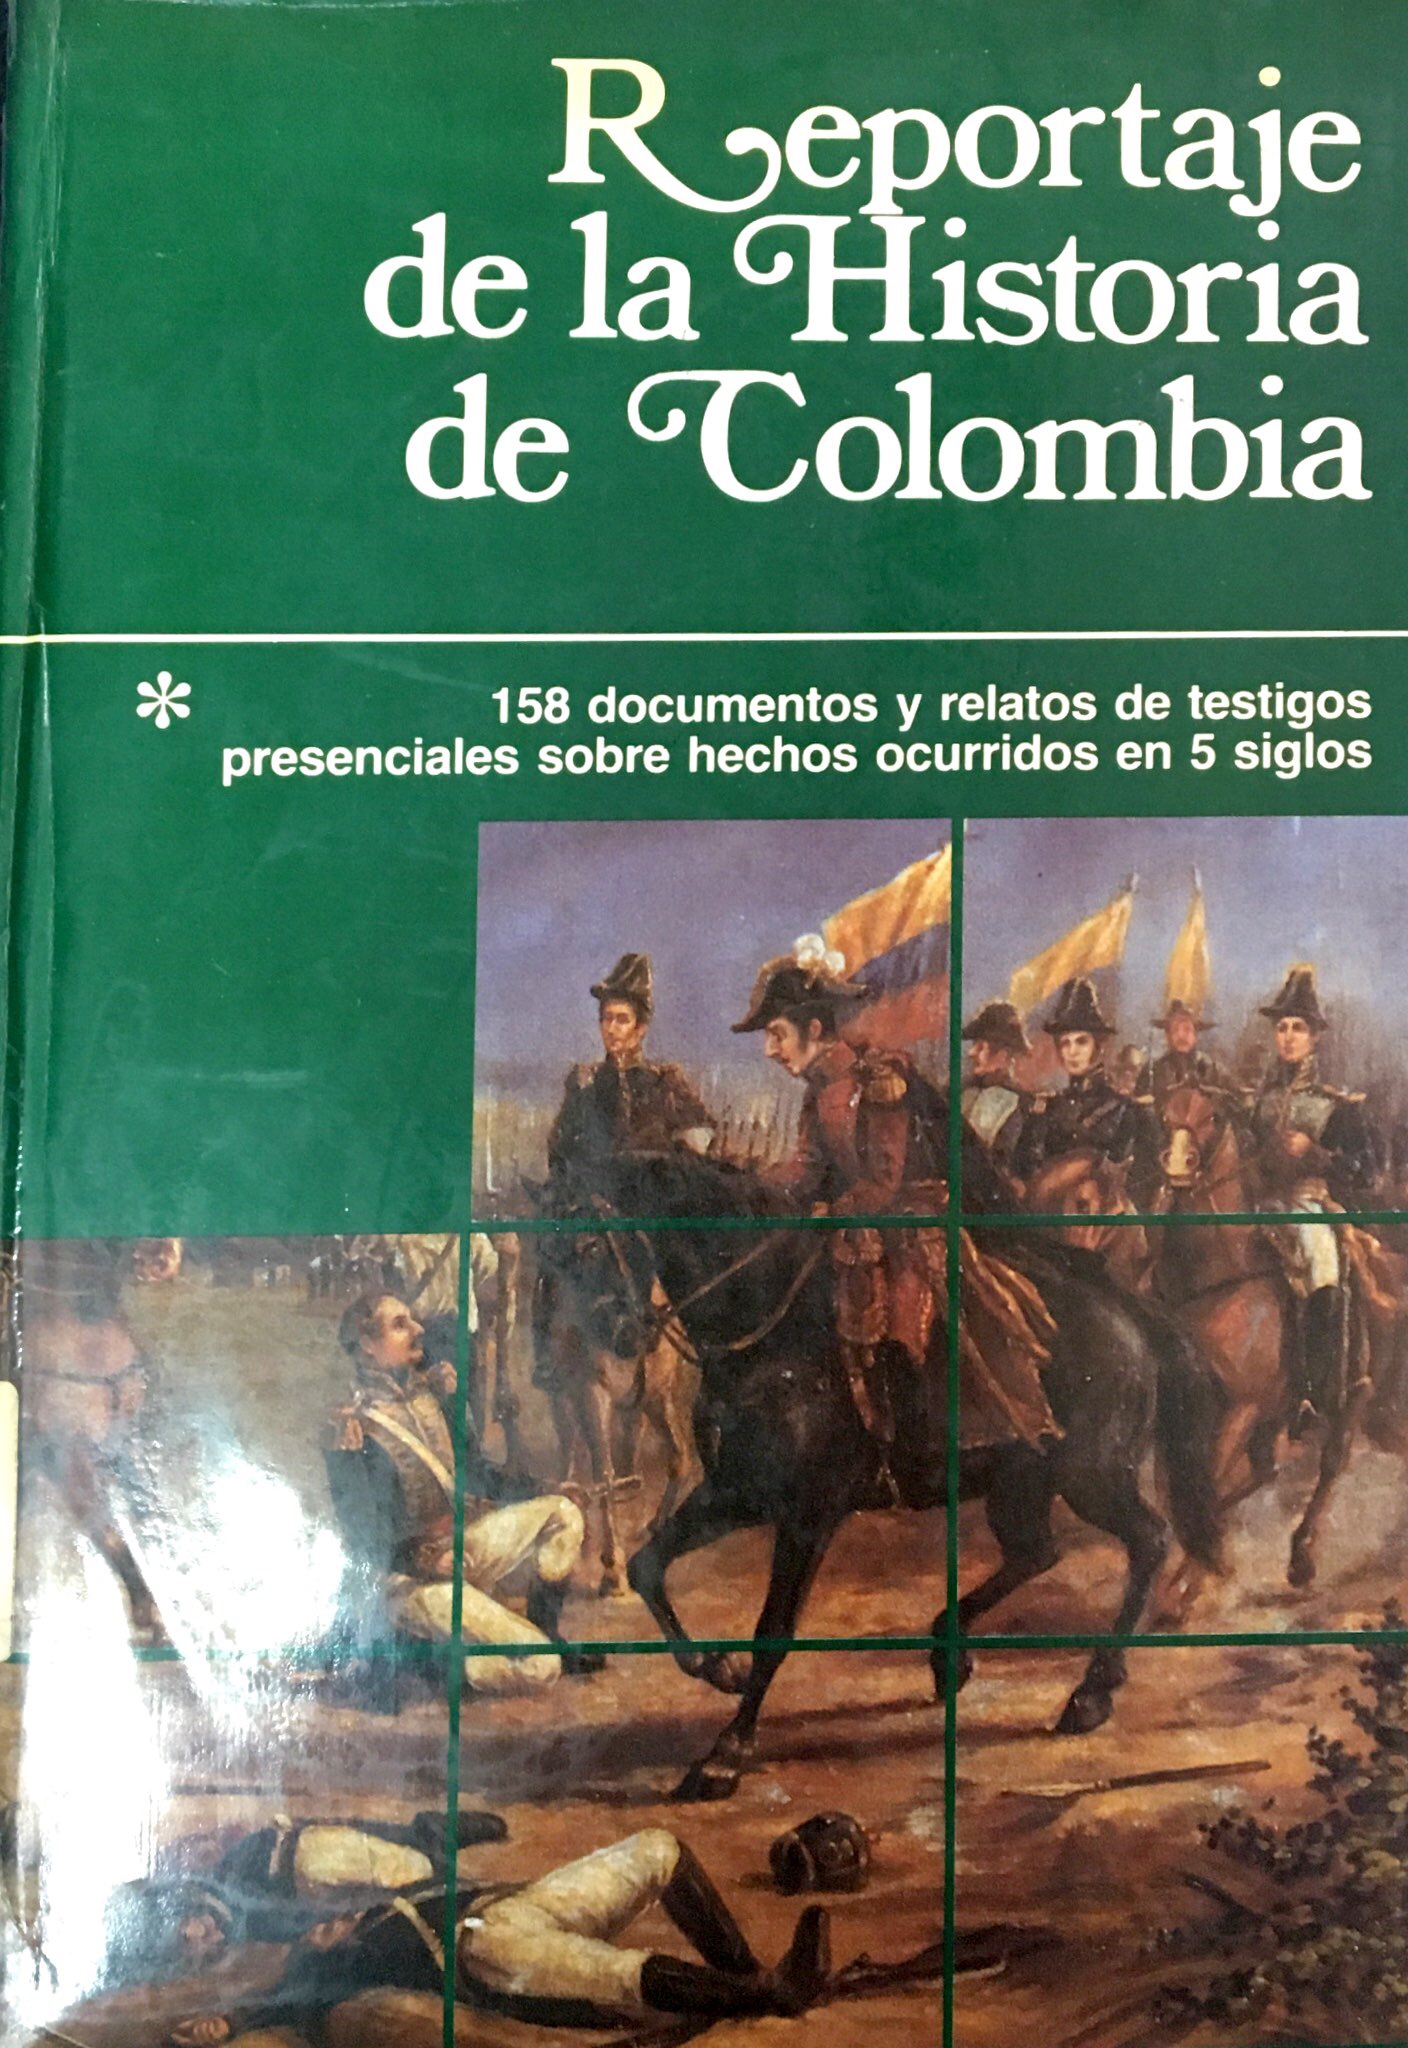 Reportaje
de la Historia
de Colombia
* 158 documentos y relatos de testigos
presenciales sobre hechos ocurridos en 5 siglos